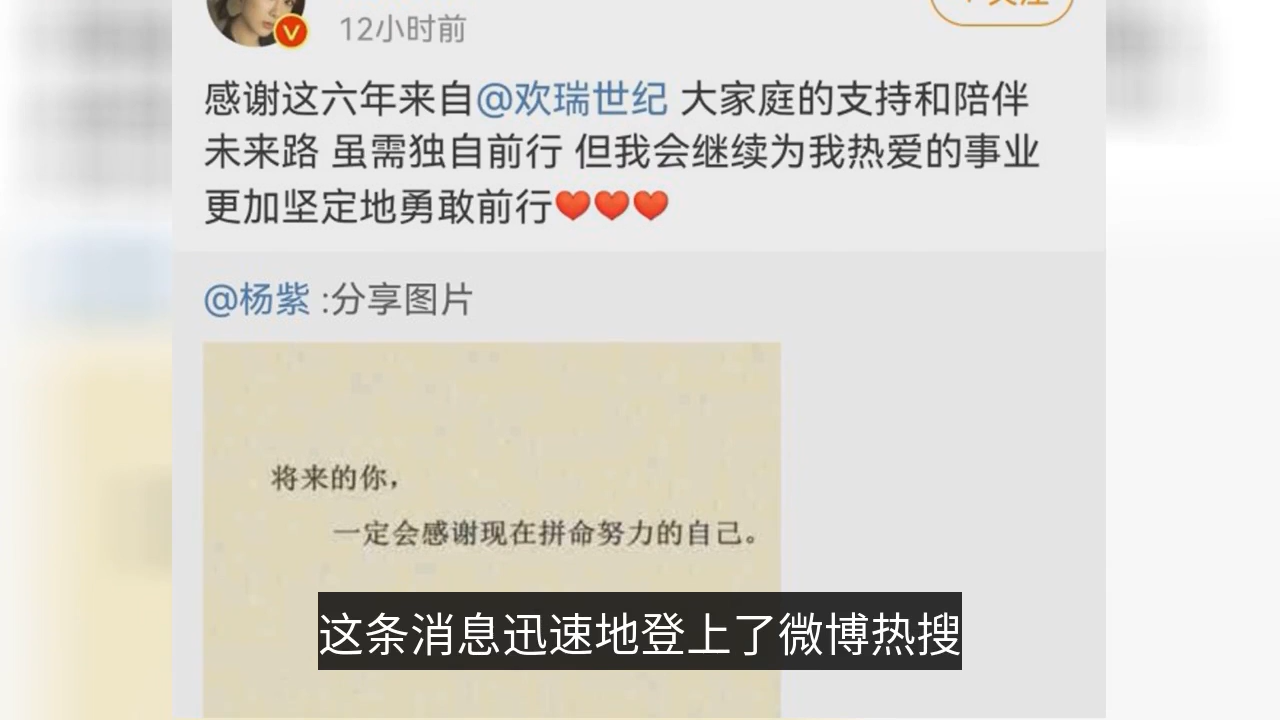 12小时前
感谢这六年来自@欢瑞世纪 大家庭的支持和陪伴
未来路 虽需独自前行 但我会继续为我热爱的事业
更加坚定地勇敢前行❤❤❤
@杨紫 :分享图片
将来的你，
一定会感谢现在拼命努力的自己。
这条消息迅速地登上了微博热搜